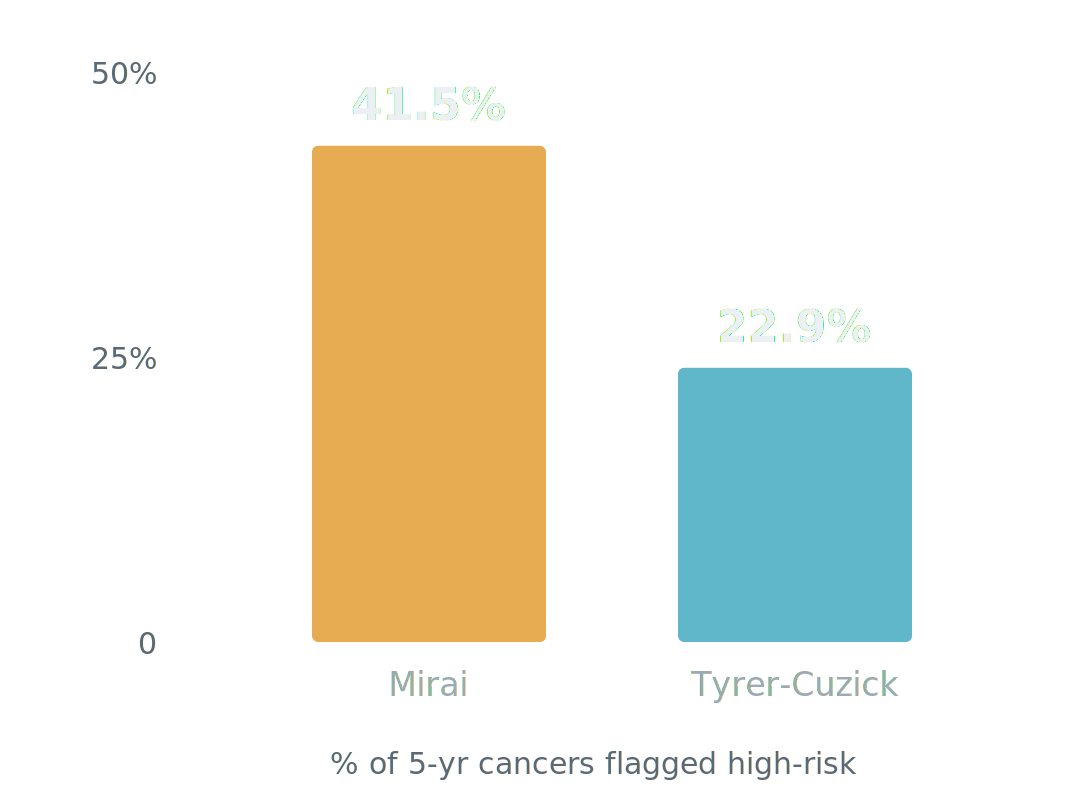 50%
41.5%
22.9%
25%
0
Mirai
Tyrer-Cuzick
% of 5-yr cancers flagged high-risk